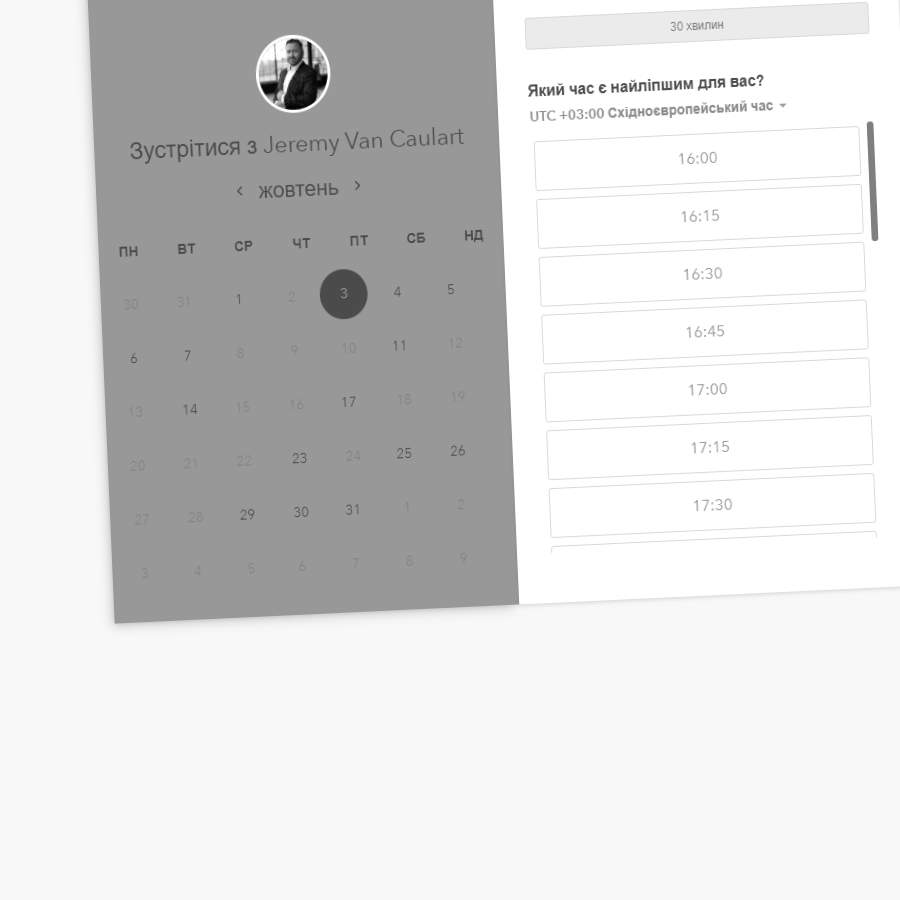 Зустрітися з Jeremy Van Caulart
‹ жовтень ›
ПН ВТ СР ЧТ ПТ СБ НД
30 31 1 2 3 4 5
6 7 8 9 10 11 12
13 14 15 16 17 18 19
20 21 22 23 24 25 26
27 28 29 30 31 1 2
3 4 5 6 7 8 9
30 хвилин
Який час є найліпшим для вас?
UTC +03:00 Східноєвропейський час
16:00
16:15
16:30
16:45
17:00
17:15
17:30